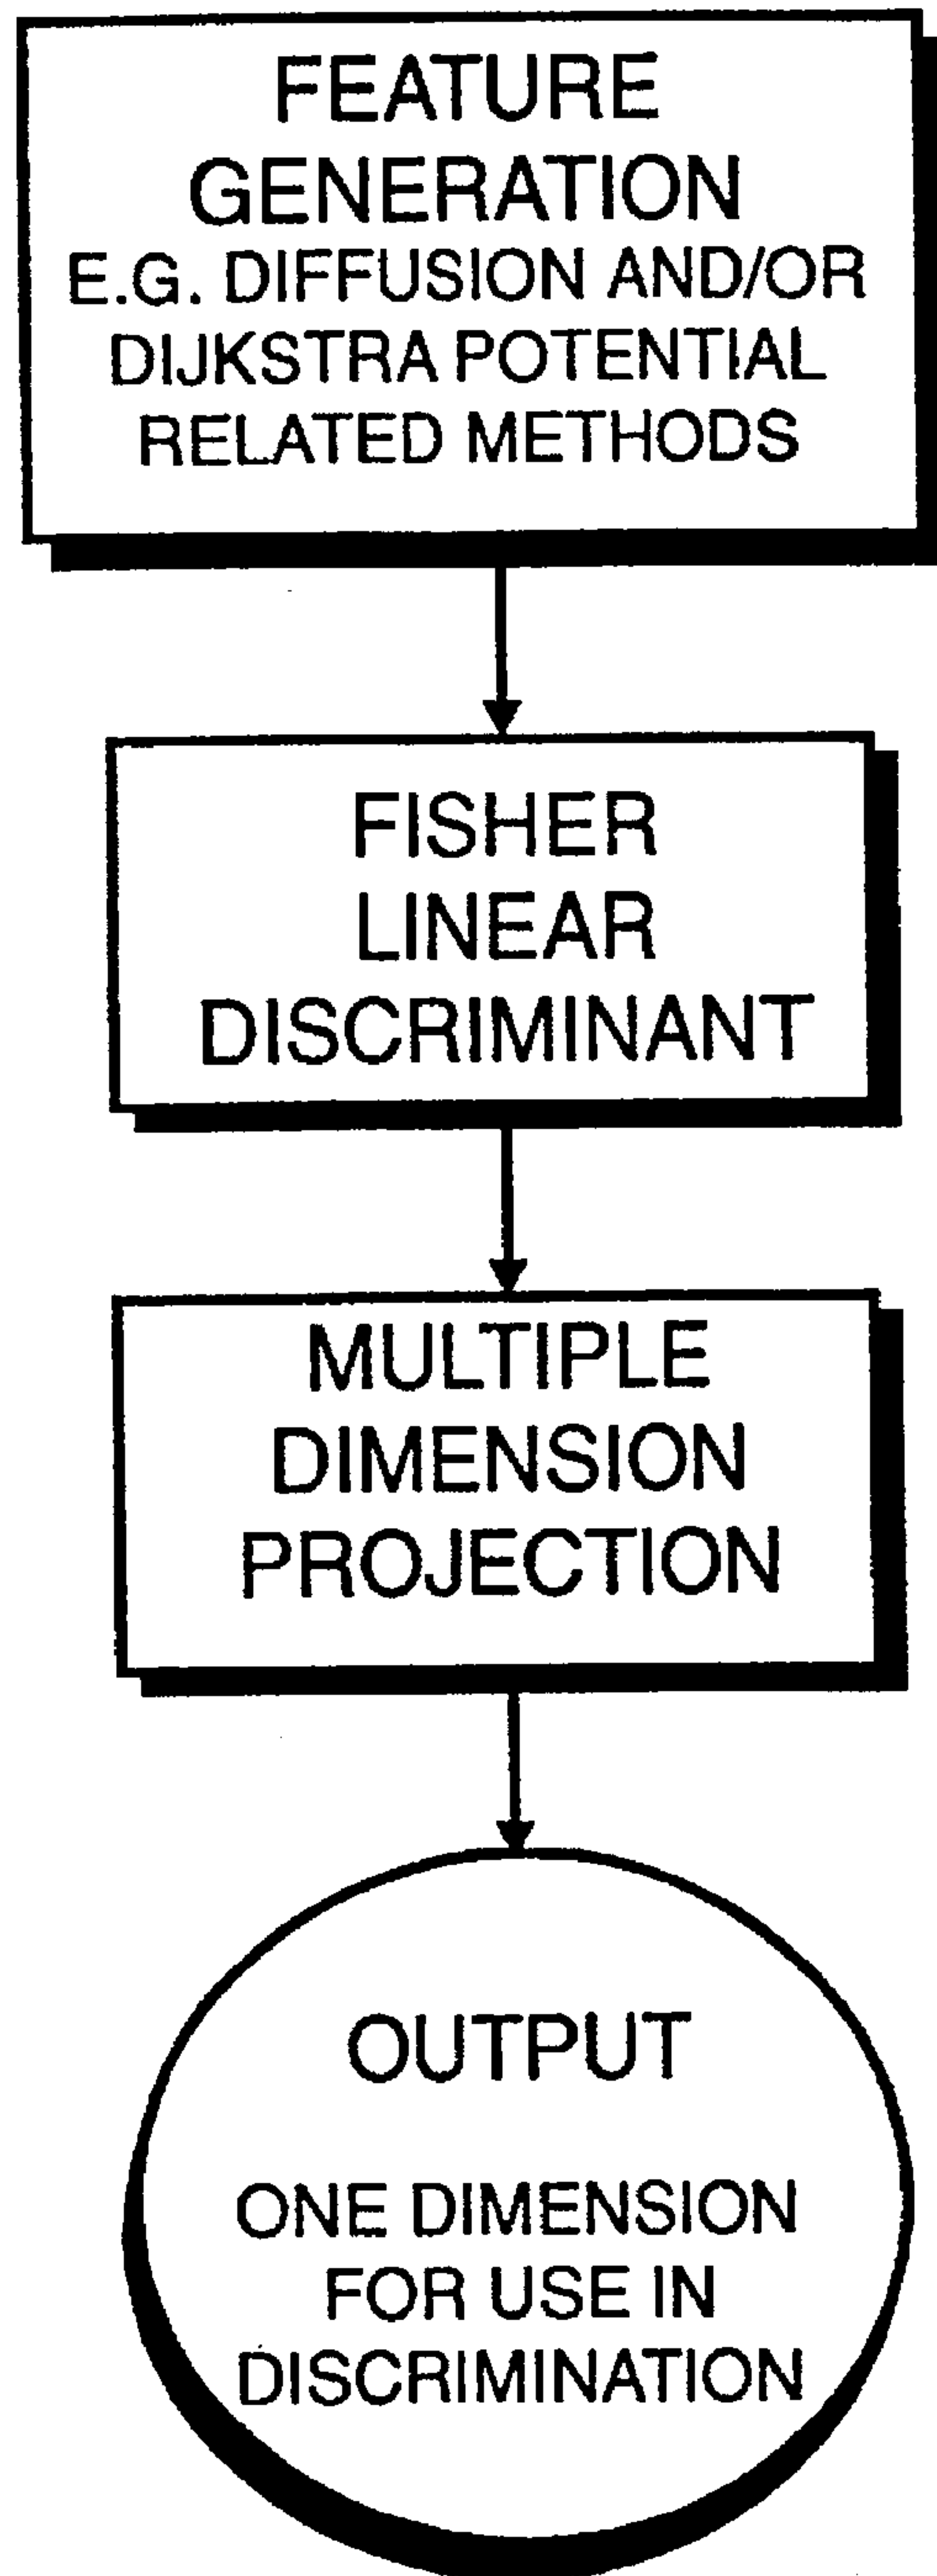 FEATURE
GENERATION
E.G. DIFFUSION AND/OR
DIJKSTRA POTENTIAL
RELATED METHODS
FISHER
LINEAR
DISCRIMINANT
MULTIPLE
DIMENSION
PROJECTION
OUTPUT
ONE DIMENSION
FOR USE IN
DISCRIMINATION